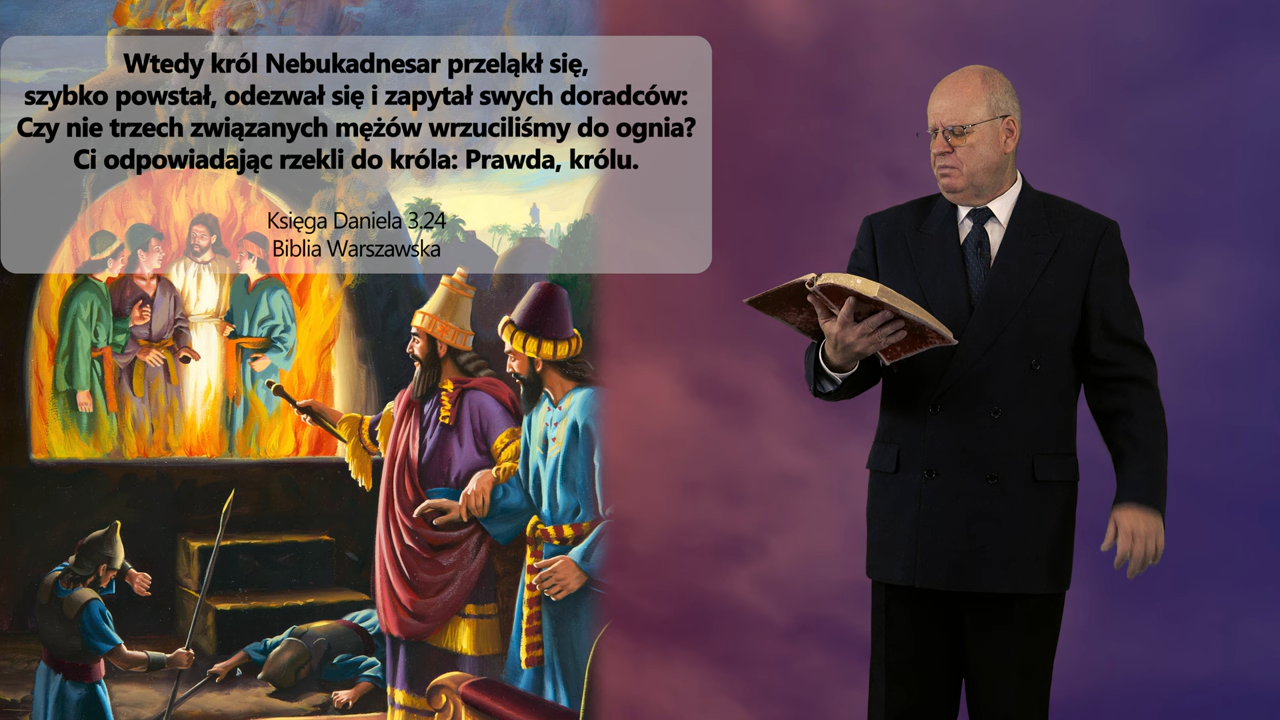 Wtedy król Nebukadnesar przeląkł się,
szybko powstał, odezwał się i zapytał swych doradców:
Czy nie trzech związanych mężów wrzuciliśmy do ognia?
Ci odpowiadając rzekli do króla: Prawda, królu.
Księga Daniela 3.24
Biblia Warszawska